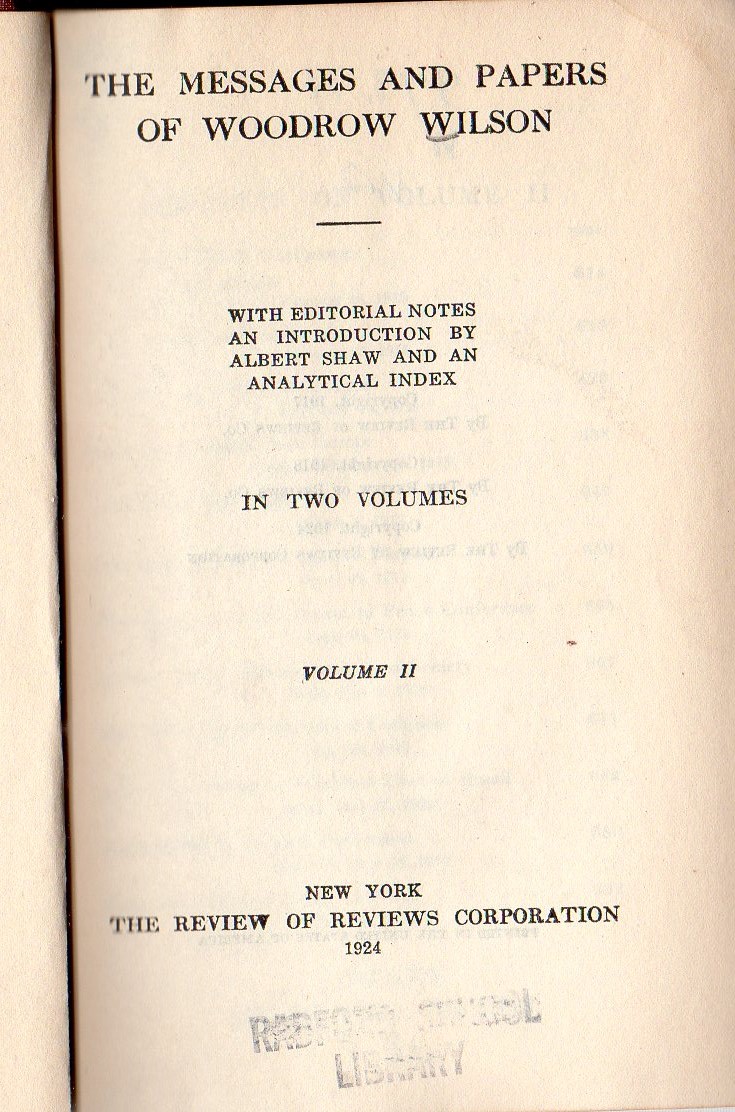 THE MESSAGES AND PAPERS
OF WOODROW WILSON
WITH EDITORIAL NOTES
AN INTRODUCTION BY
ALBERT SHAW AND AN
ANALYTICAL INDEX
IN TWO VOLUMES
VOLUME II
NEW YORK
THE REVIEW OF REVIEWS CORPORATION
1924
LIBRARY